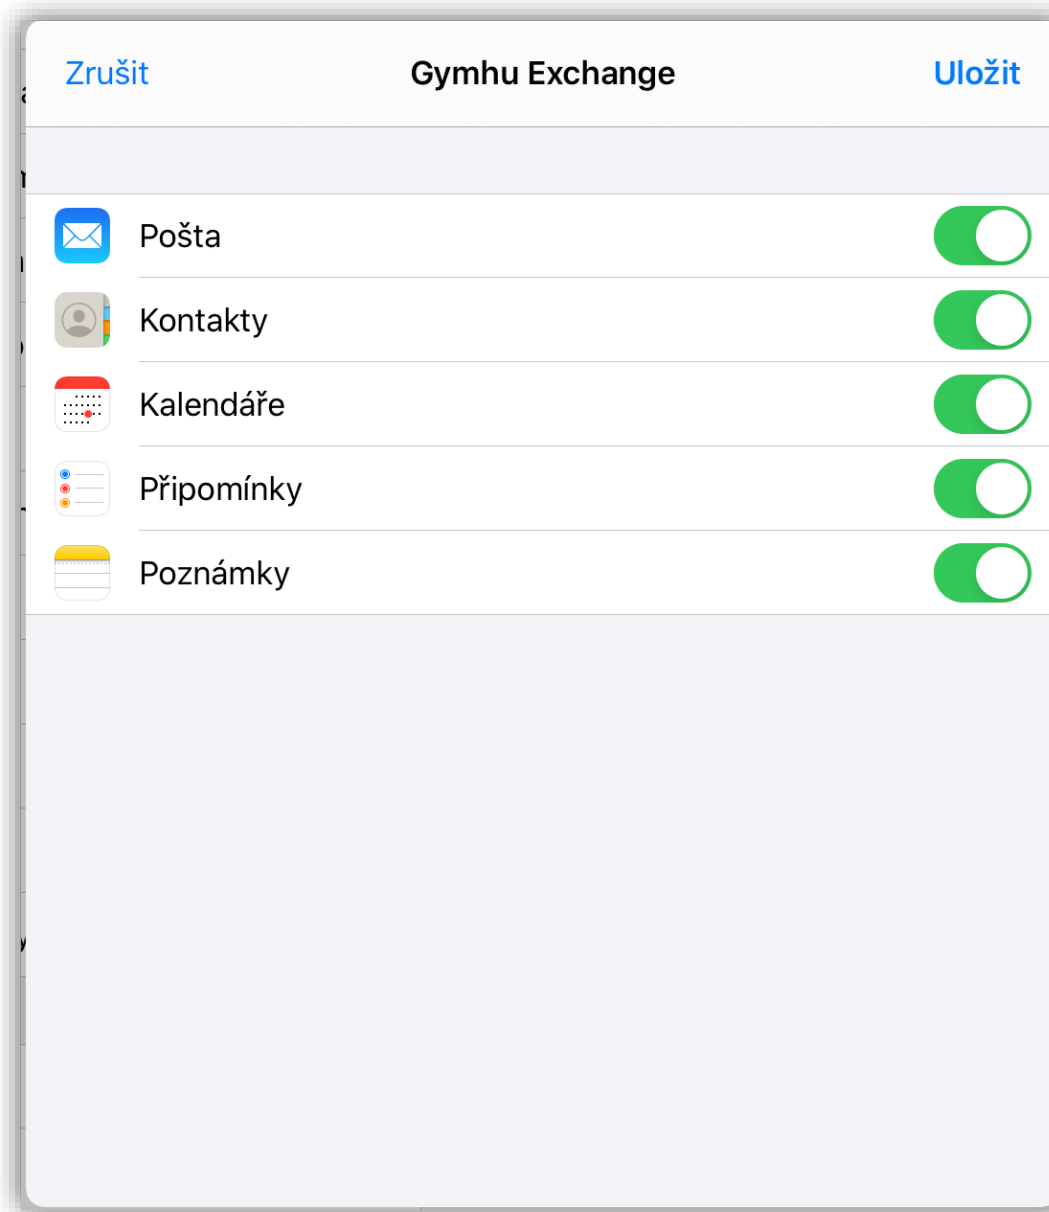 Zrušit Gymhu Exchange Uložit
Pošta
Kontakty
Kalendáře
Připomínky
Poznámky